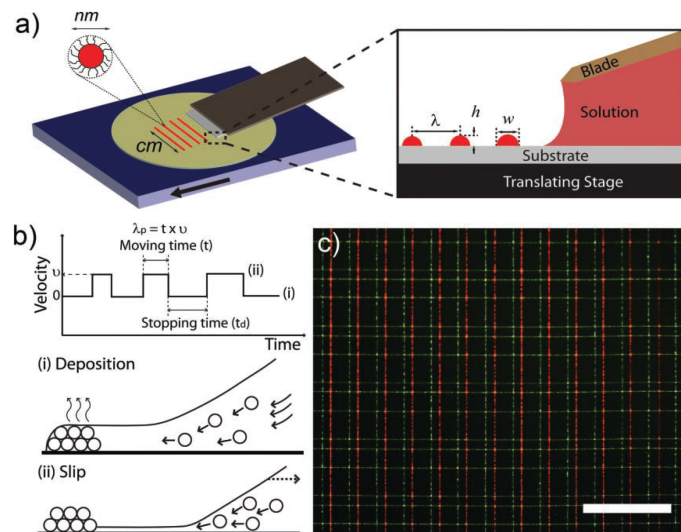 a)
nm
cm
λ
h
w
Blade
Solution
Substrate
Translating Stage
b)
λp = t x υ
Moving time (t)
(ii)
υ
Velocity
0
(i)
Stopping time (td)
Time
(i) Deposition
(ii) Slip
c)